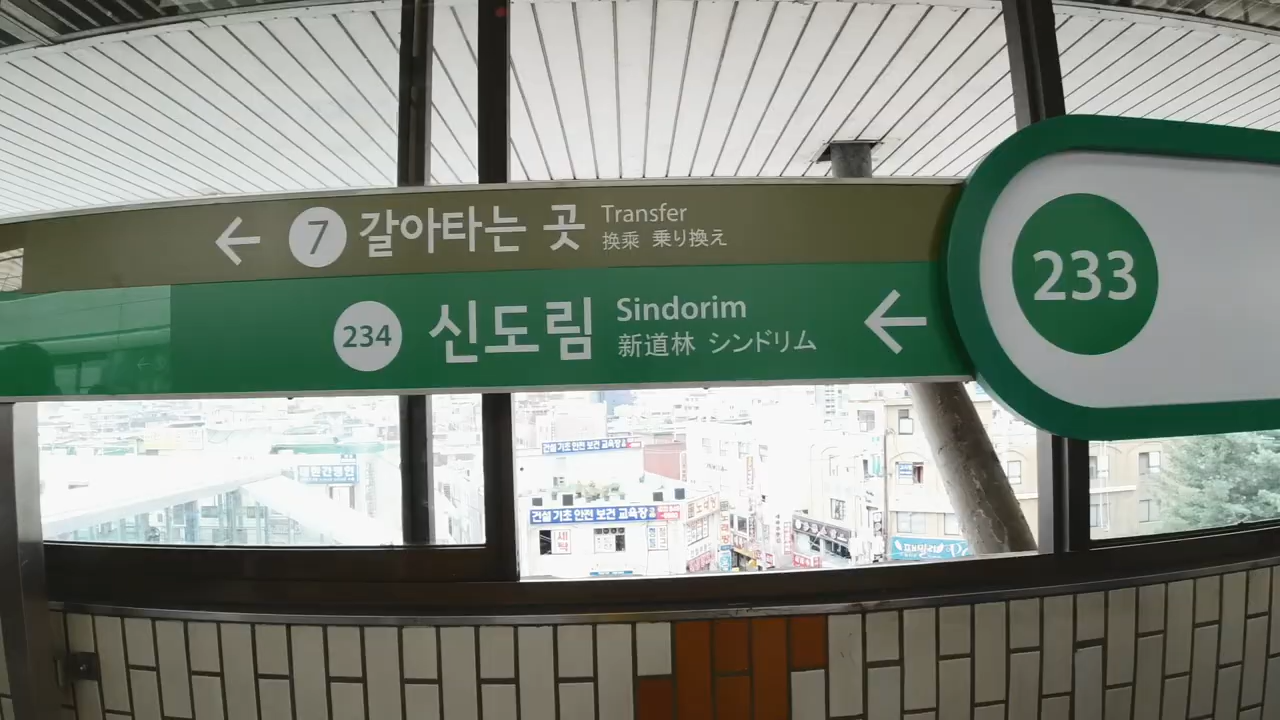 7 갈아타는 곳 Transfer
换乘 乗り換え
234 신도림 Sindorim
新道林 シンドリム
233
건설 기초 안전 보건 교육장
건설 기초 안전 보건 교육장
세탁